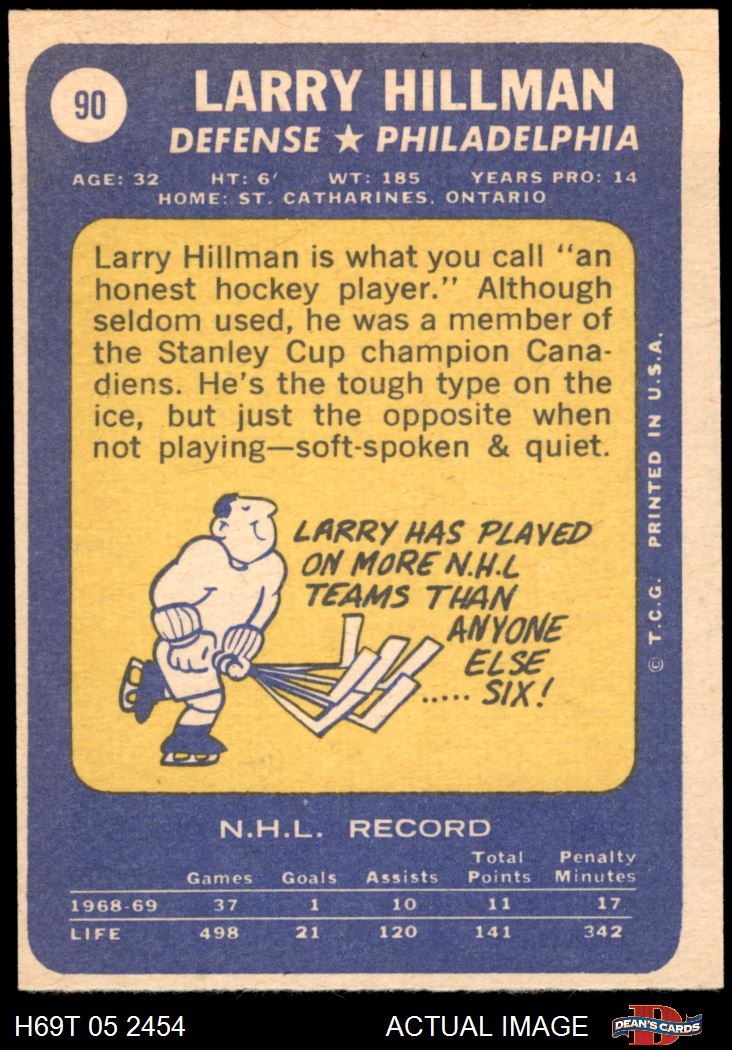 90
LARRY HILLMAN
DEFENSE ★ PHILADELPHIA
AGE: 32 HT: 6' WT: 185 YEARS PRO: 14
HOME: ST. CATHARINES, ONTARIO
Larry Hillman is what you call "an
honest hockey player." Although
seldom used, he was a member of
the Stanley Cup champion Cana-
diens. He's the tough type on the
ice, but just the opposite when
not playing—soft-spoken & quiet.
LARRY HAS PLAYED
ON MORE N.H.L
TEAMS THAN
ANYONE
ELSE
..... SIX!
© T.C.G. PRINTED IN U.S.A.
N.H.L. RECORD
Games Goals Assists Total Points Penalty Minutes
1968-69 37 1 10 11 17
LIFE 498 21 120 141 342
H69T 05 2454 ACTUAL IMAGE
D
DEAN'S CARDS